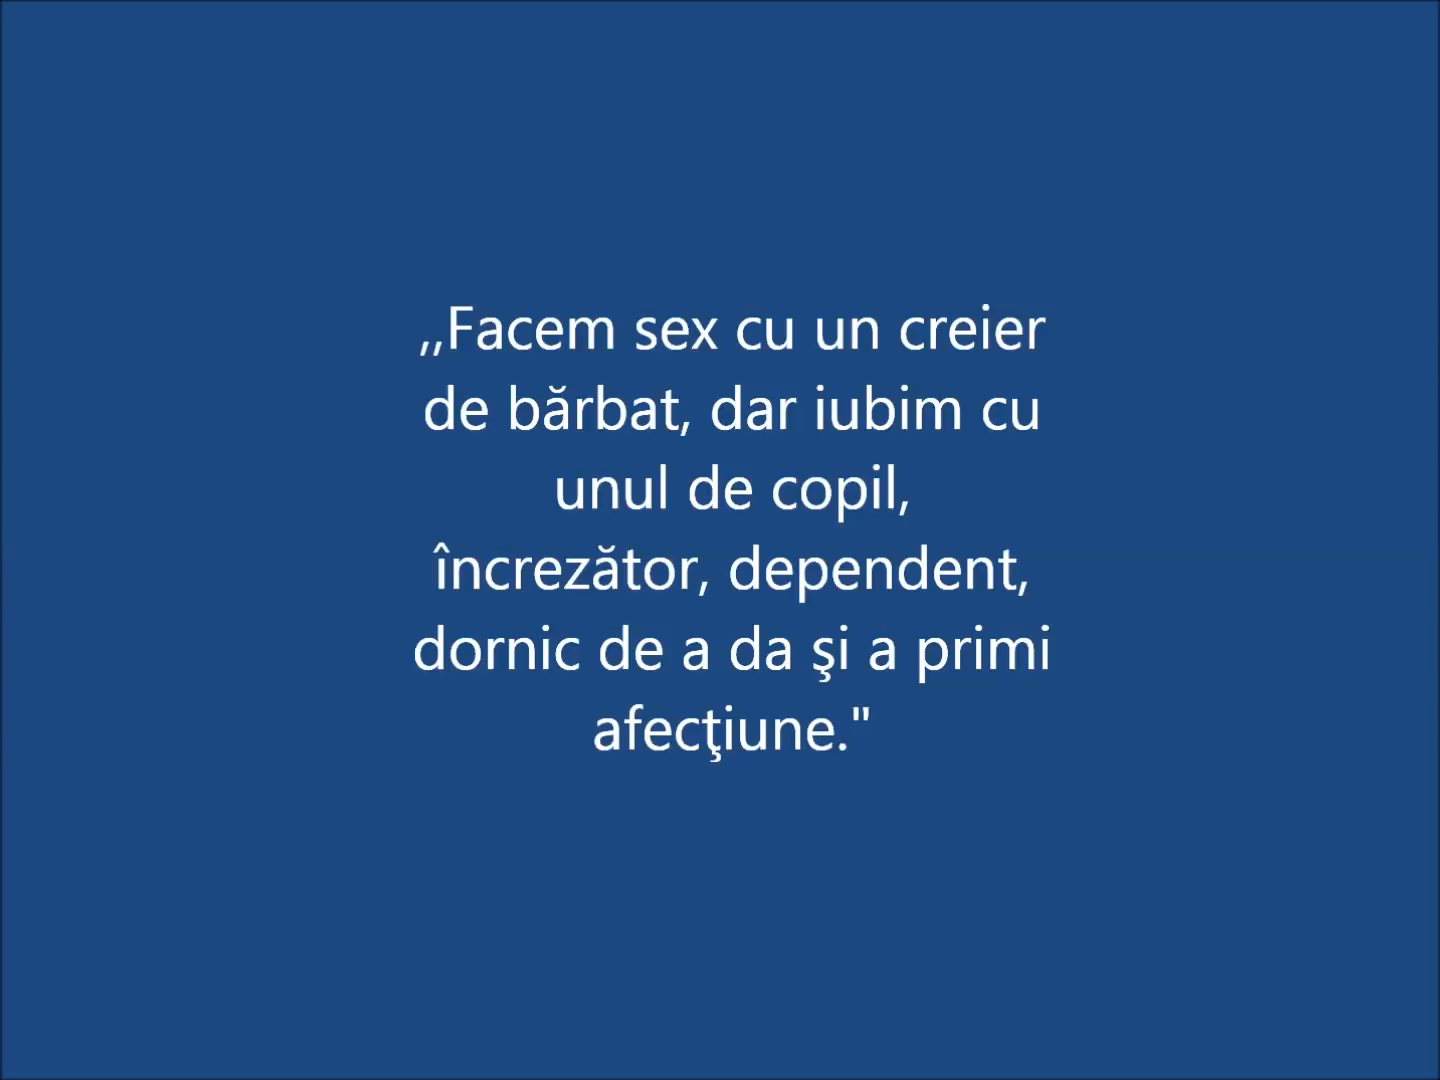 ,,Facem sex cu un creier
de bărbat, dar iubim cu
unul de copil,
încrezător, dependent,
dornic de a da şi a primi
afecţiune."